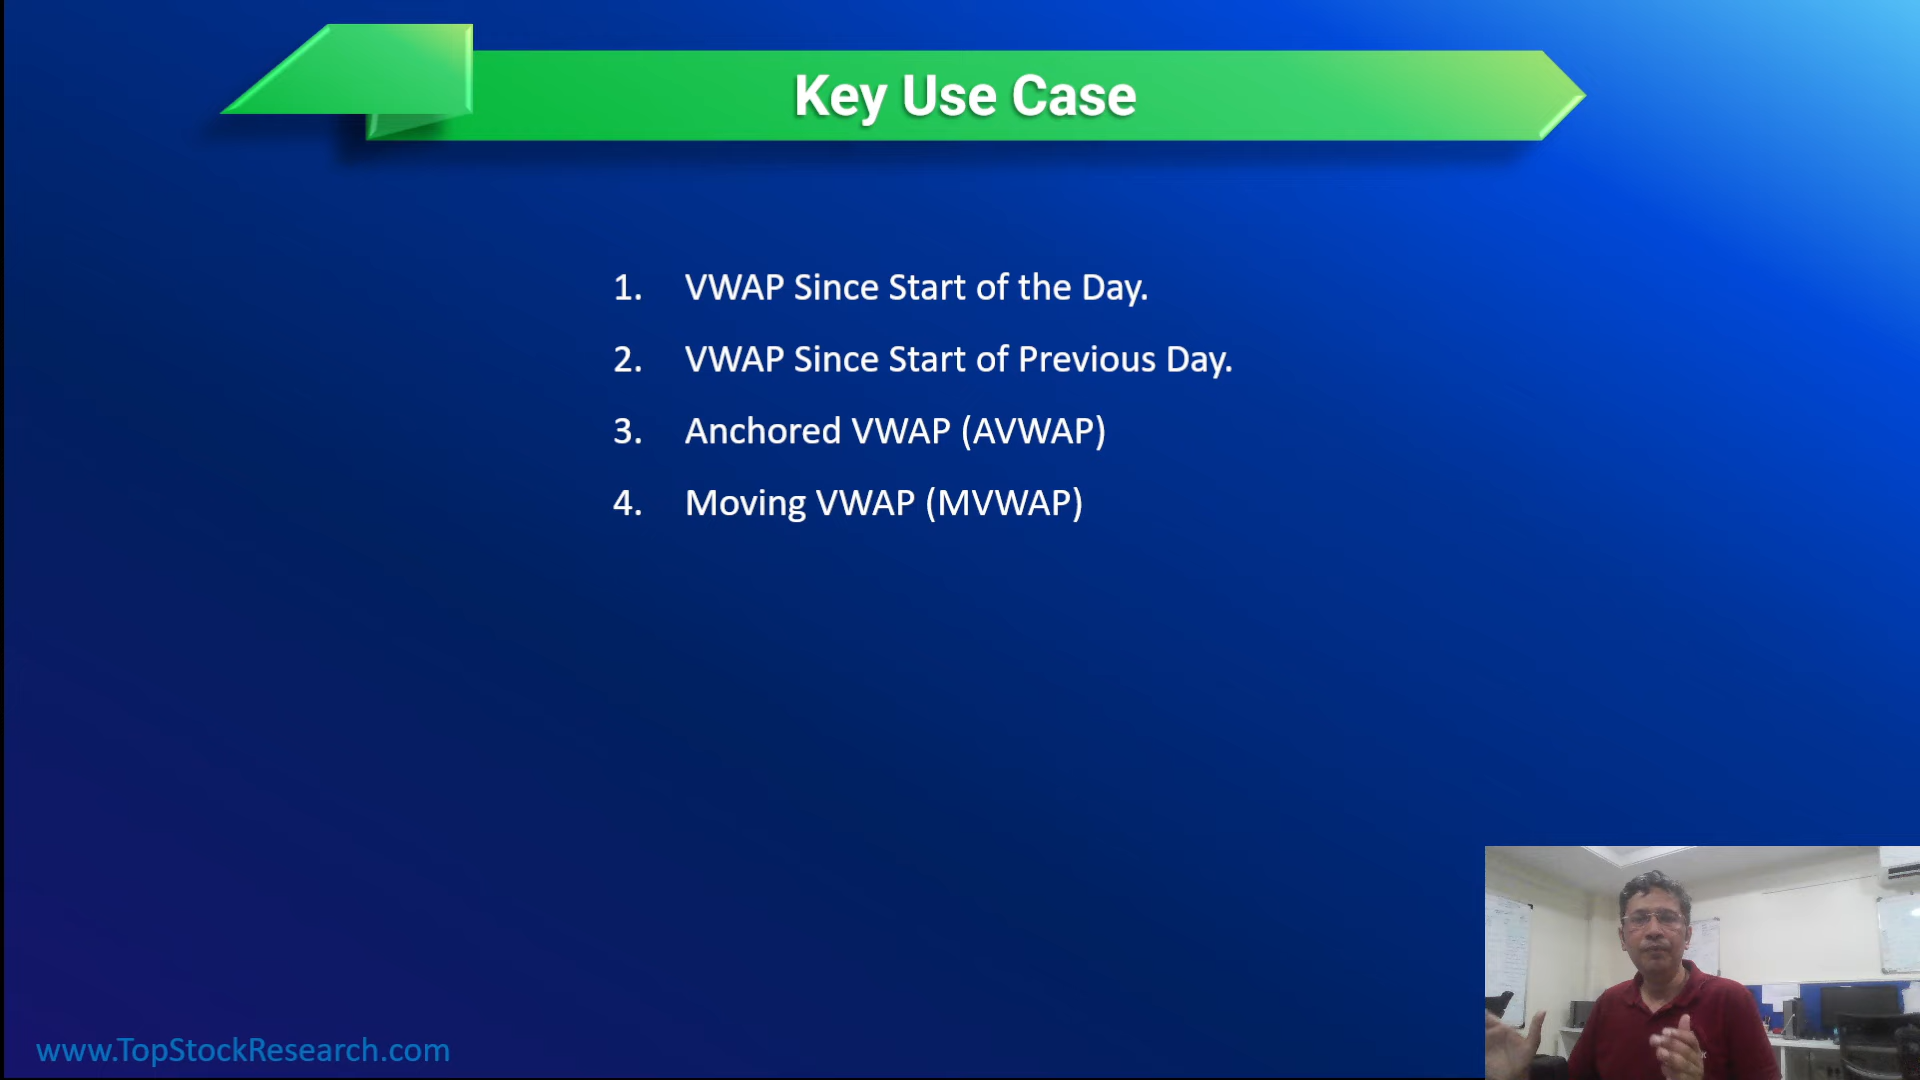 Key Use Case
1. VWAP Since Start of the Day.
2. VWAP Since Start of Previous Day.
3. Anchored VWAP (AVWAP)
4. Moving VWAP (MVWAP)
www.TopStockResearch.com